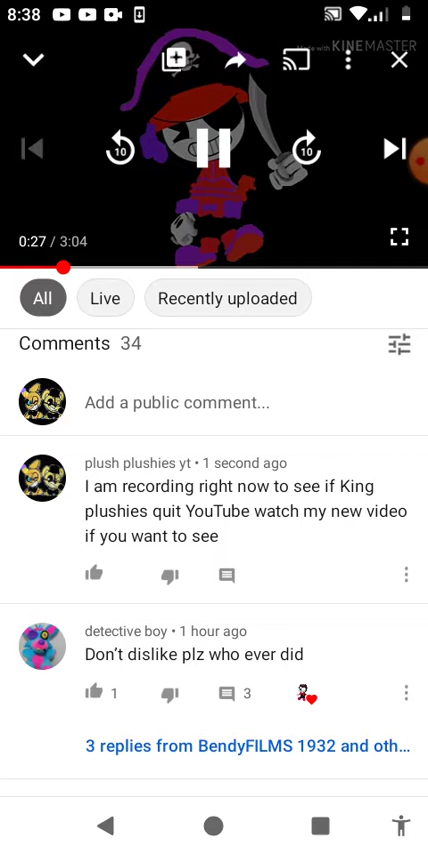 8:38
Made with KINEMASTER
10
10
0:27 / 3:04
All
Live
Recently uploaded
Comments 34
Add a public comment...
plush plushies yt • 1 second ago
I am recording right now to see if King
plushies quit YouTube watch my new video
if you want to see
detective boy • 1 hour ago
Don't dislike plz who ever did
1
3
3 replies from BendyFILMS 1932 and oth...